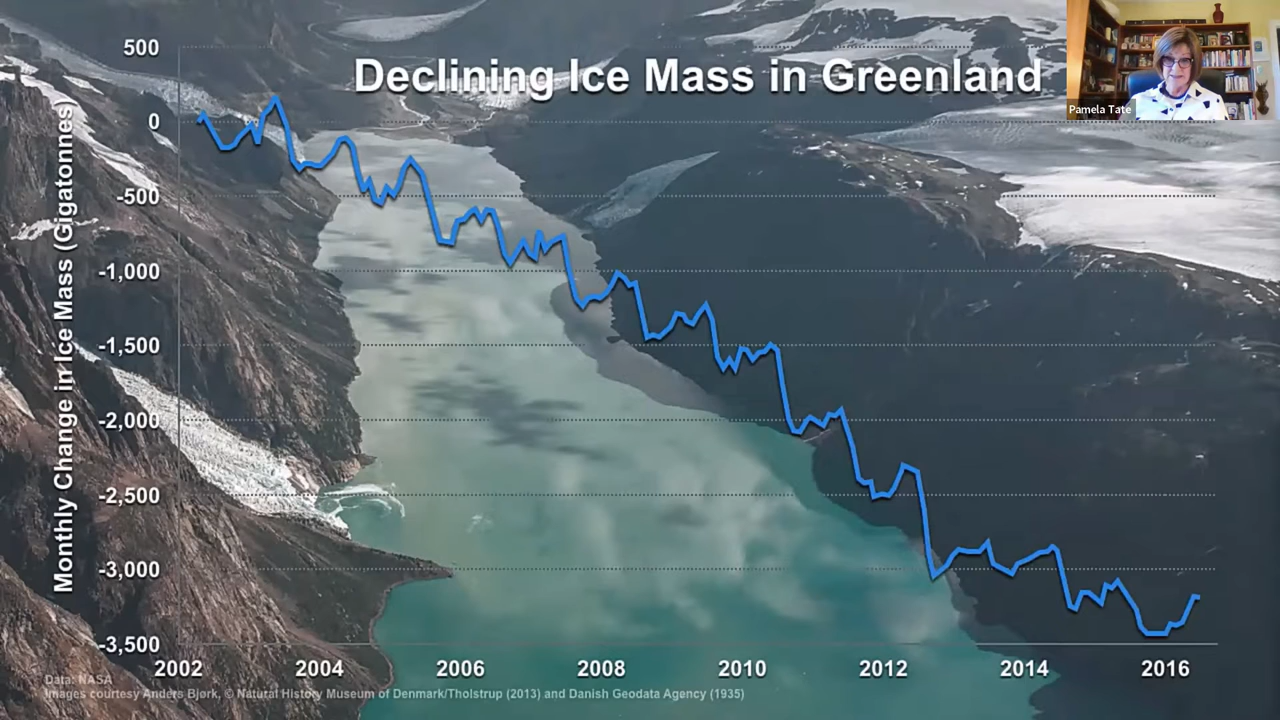 Declining Ice Mass in Greenland
Pamela Tate
Monthly Change in Ice Mass (Gigatonnes)
500
0
-500
-1,000
-1,500
-2,000
-2,500
-3,000
-3,500
2002 2004 2006 2008 2010 2012 2014 2016
Data: NASA
Images courtesy Anders Bjørk, © Natural History Museum of Denmark/Tholstrup (2013) and Danish Geodata Agency (1935)